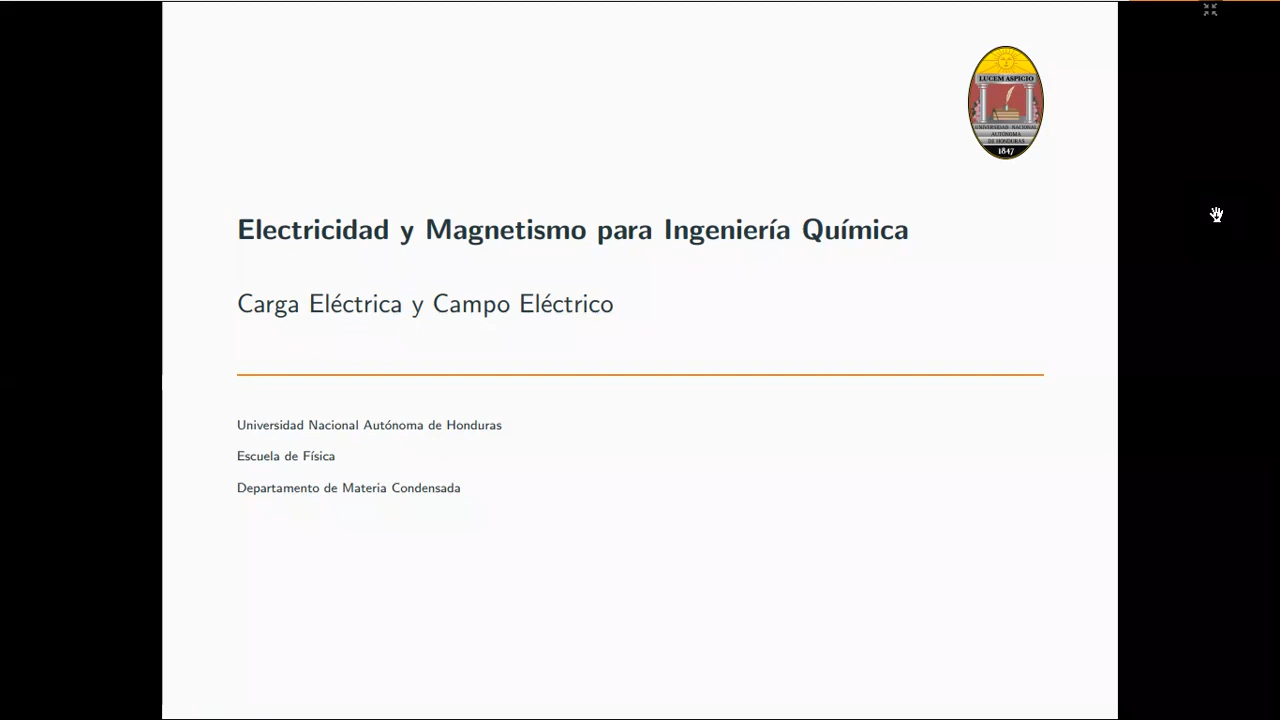 LUCEM ASPICIO
UNIVERSIDAD NACIONAL
AUTÓNOMA
DE HONDURAS
1847
Electricidad y Magnetismo para Ingeniería Química
Carga Eléctrica y Campo Eléctrico
Universidad Nacional Autónoma de Honduras
Escuela de Física
Departamento de Materia Condensada